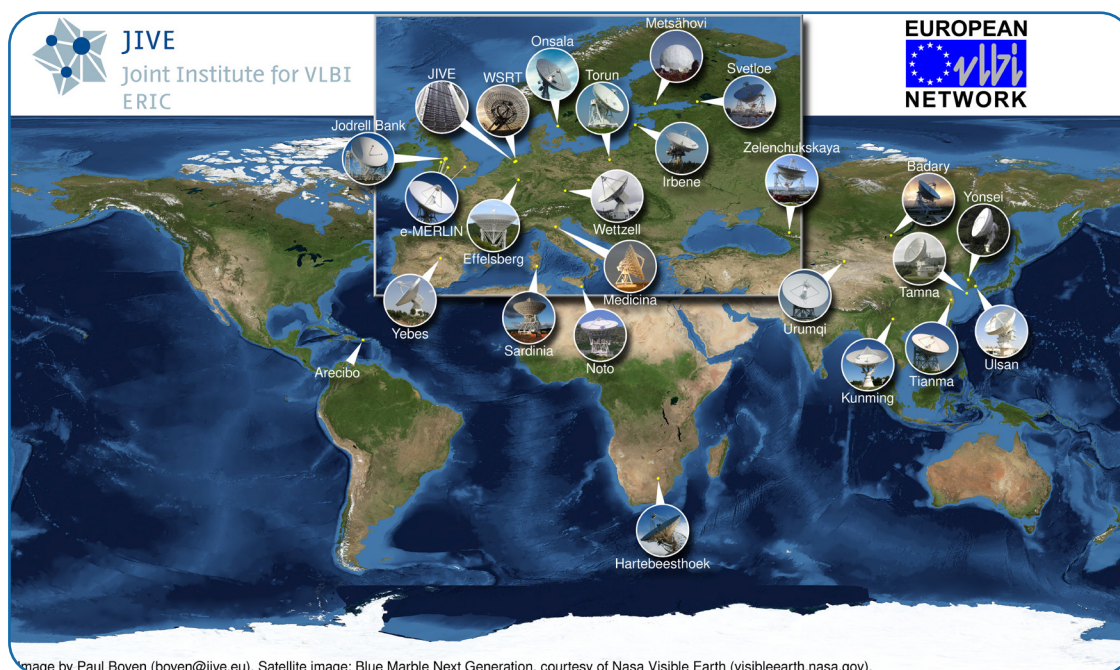 JIVE
Joint Institute for VLBI
ERIC
EUROPEAN
vlbi
NETWORK
Metsähovi
Onsala
JIVE
WSRT
Torun
Svetloe
Jodrell Bank
Zelenchukskaya
Irbene
Badary
Yonsei
e-MERLIN
Wettzell
Effelsberg
Tamna
Medicina
Urumqi
Yebes
Sardinia
Noto
Ulsan
Arecibo
Tianma
Kunming
Hartebeesthoek
Image by Paul Boven (boven@jive.eu). Satellite image: Blue Marble Next Generation, courtesy of Nasa Visible Earth (visibleearth.nasa.gov).